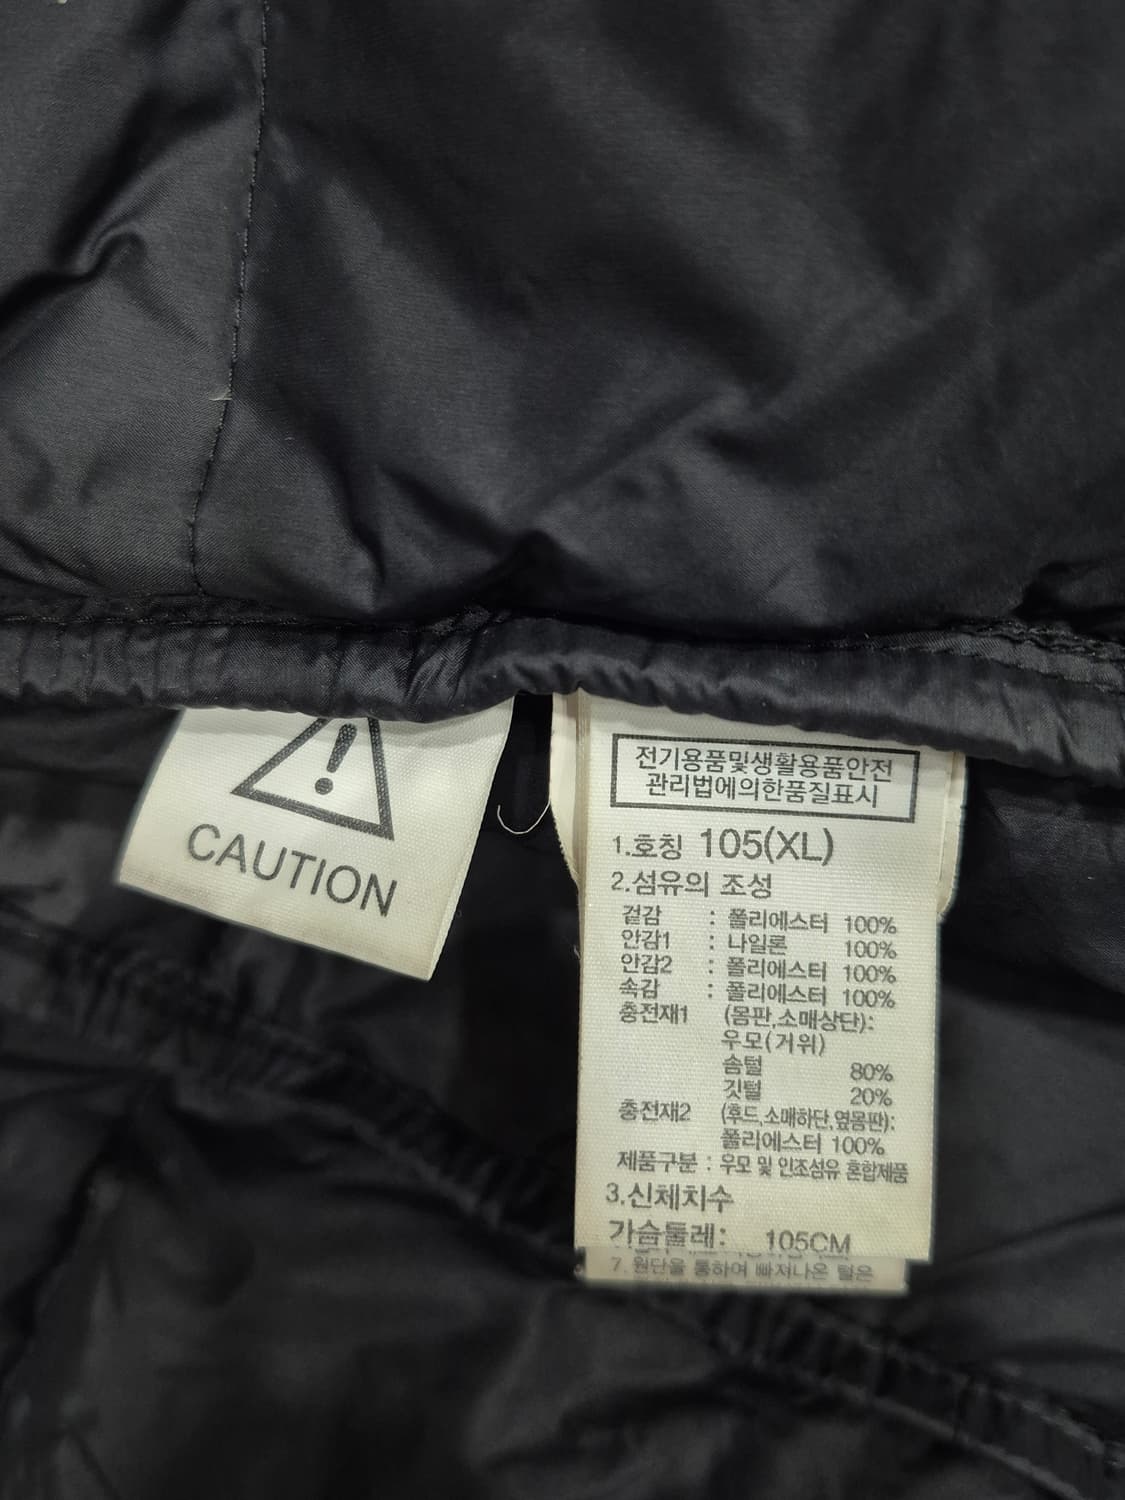 CAUTION
전기용품및생활용품안전
관리법에의한품질표시
1.호칭 105(XL)
2.섬유의 조성
겉감 : 폴리에스터 100%
안감1 : 나일론 100%
안감2 : 폴리에스터 100%
속감 : 폴리에스터 100%
충전재1 (몸판,소매상단):
우모(거위)
솜털 80%
깃털 20%
충전재2 (후드,소매하단,옆몸판):
폴리에스터 100%
제품구분 : 우모 및 인조섬유 혼합제품
3.신체치수
가슴둘레: 105CM
7. 원단을 통하여 빠져나온 털은